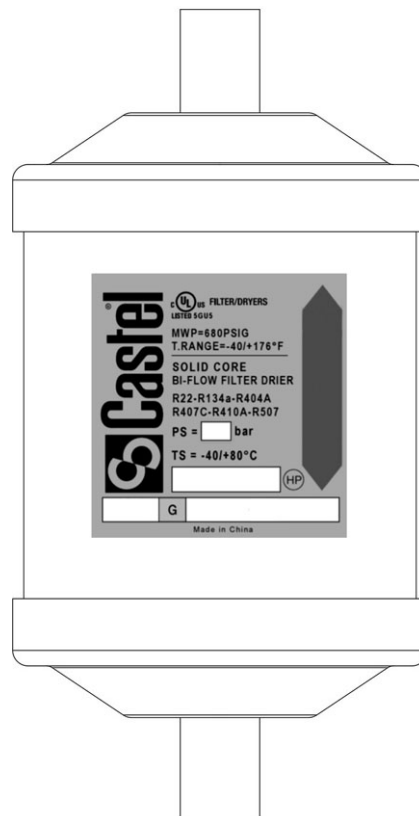 ® Castel
C UL US FILTER/DRYERS
LISTED 5GU5
MWP=680PSIG
T.RANGE=-40/+176°F
SOLID CORE
BI-FLOW FILTER DRIER
R22-R134a-R404A
R407C-R410A-R507
PS = bar
TS = -40/+80°C
HP
G
Made in China